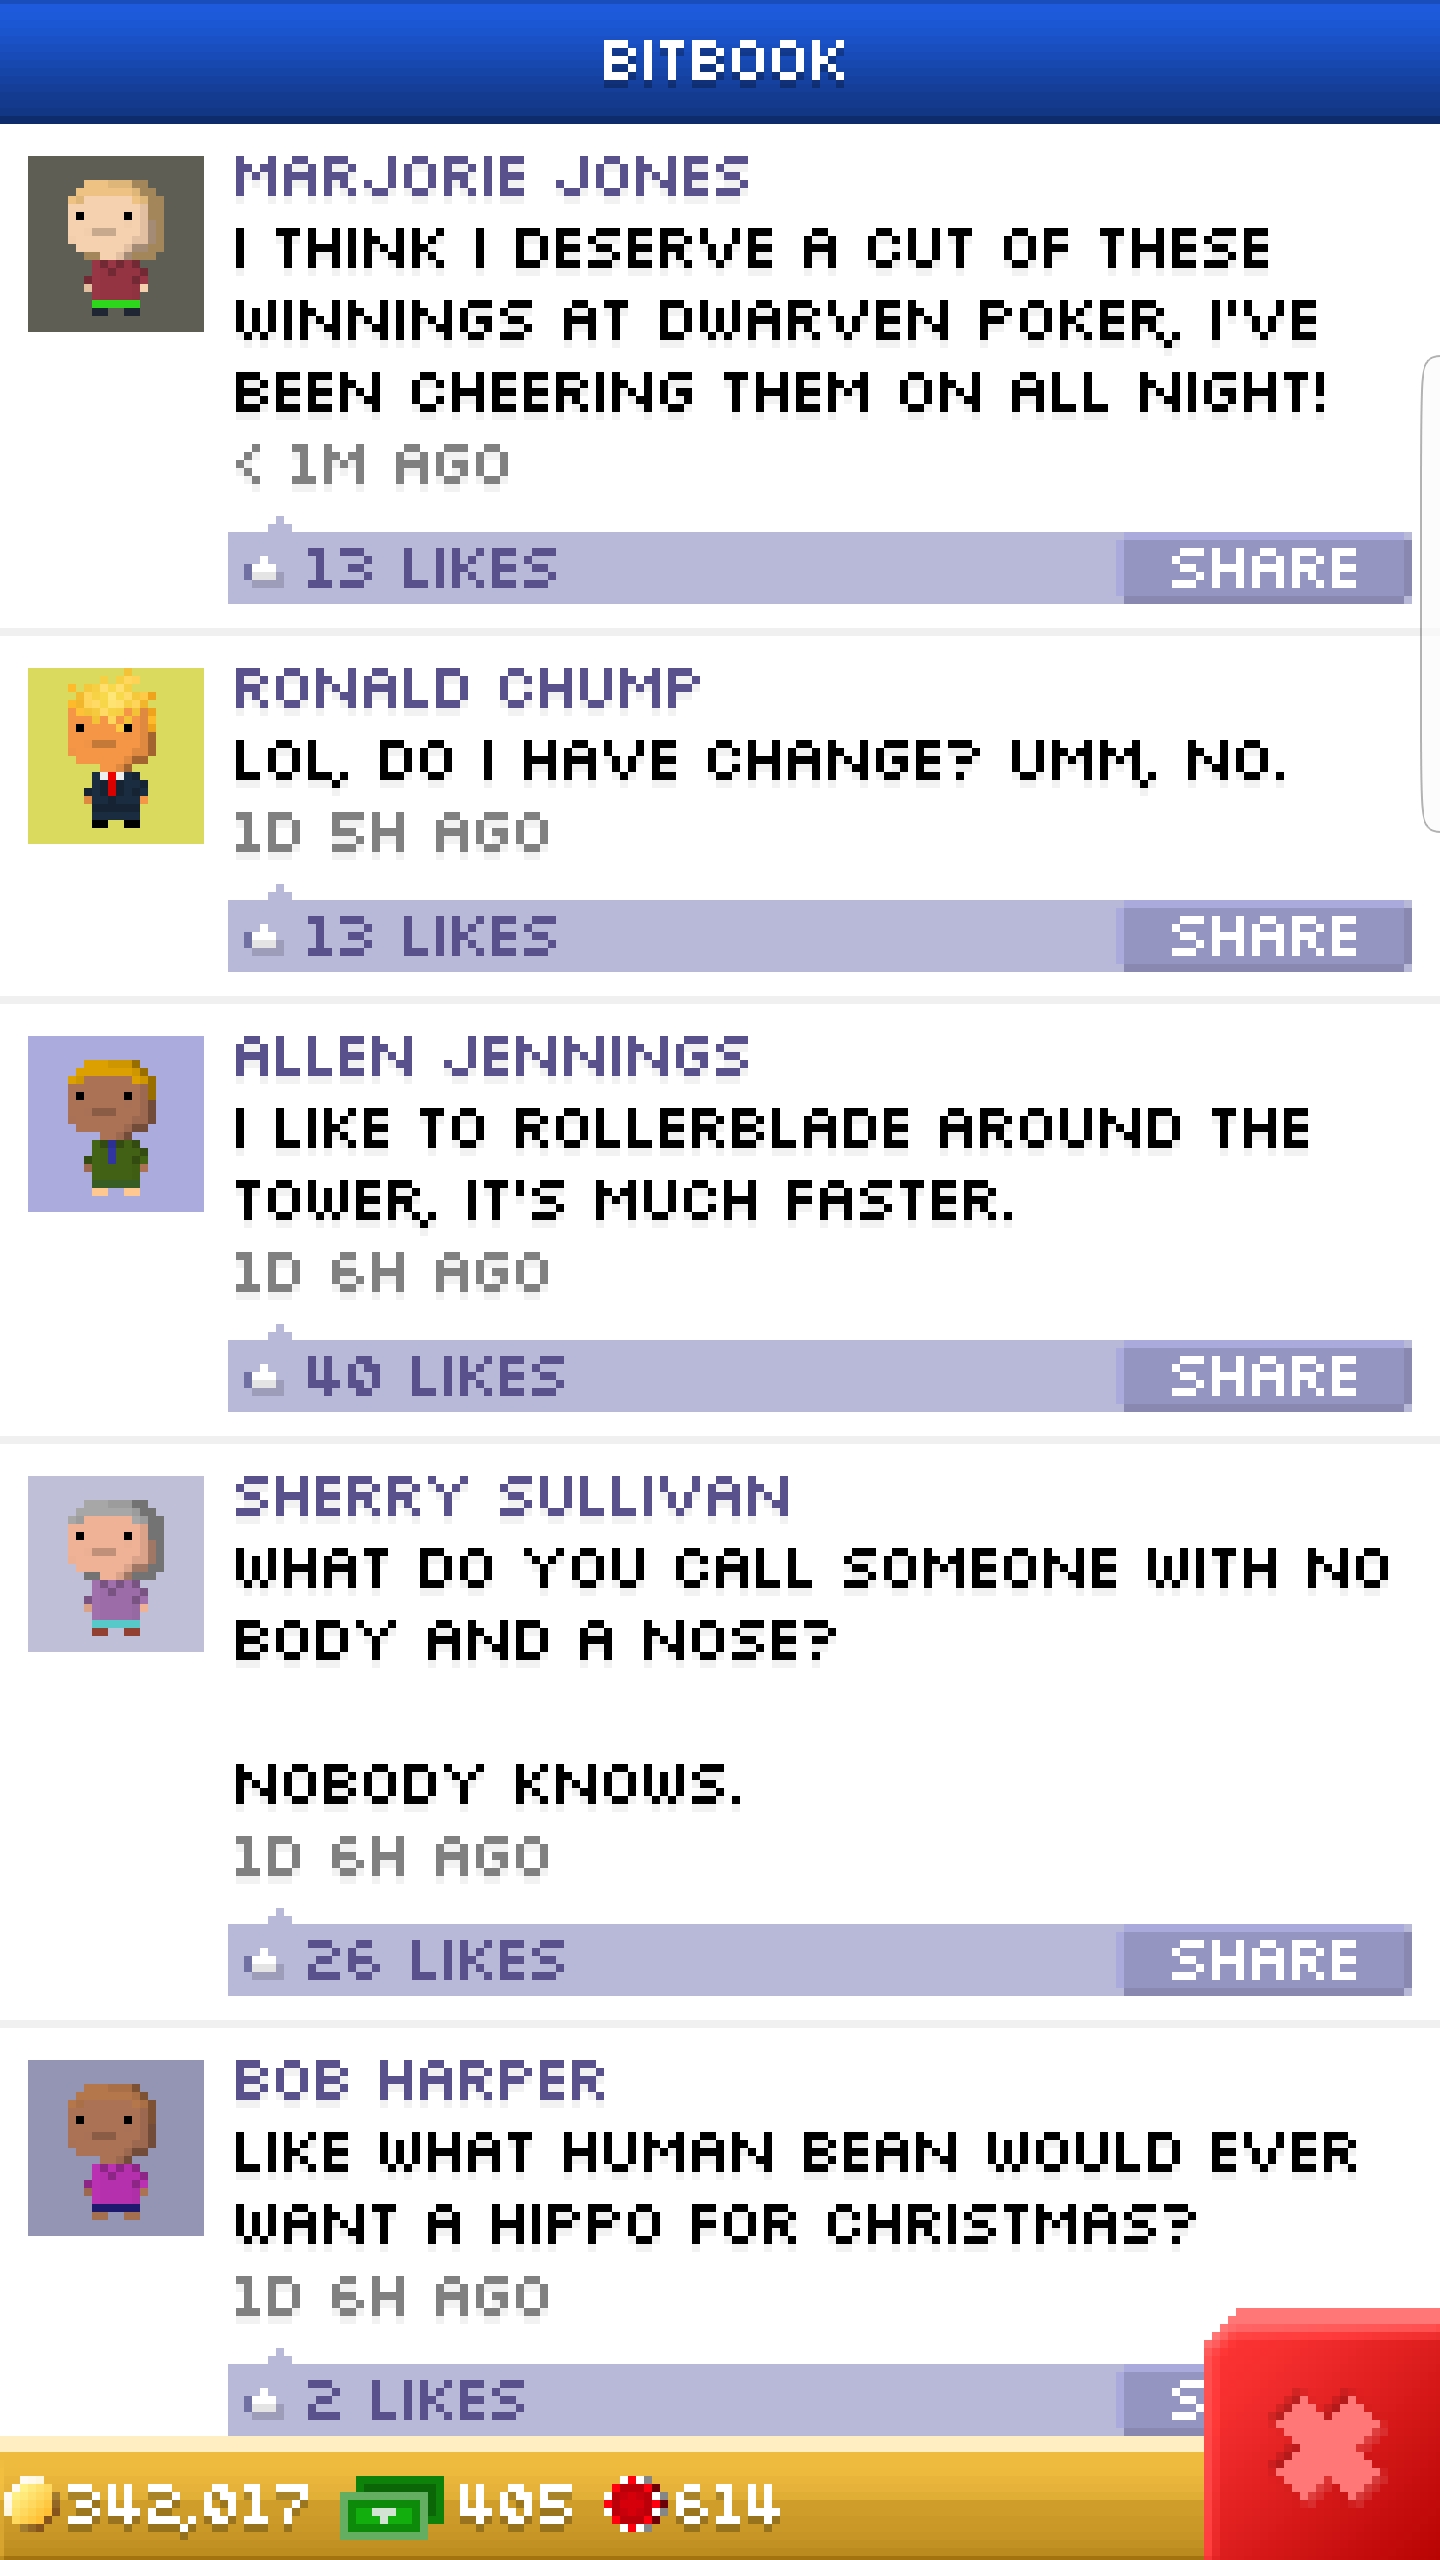 BITBOOK
MARJORIE JONES
I THINK I DESERVE A CUT OF THESE
WINNINGS AT DWARVEN POKER, I'VE
BEEN CHEERING THEM ON ALL NIGHT!
< 1M AGO
13 LIKES SHARE
RONALD CHUMP
LOL, DO I HAVE CHANGE? UMM, NO.
1D 5H AGO
13 LIKES SHARE
ALLEN JENNINGS
I LIKE TO ROLLERBLADE AROUND THE
TOWER, IT'S MUCH FASTER.
1D 6H AGO
40 LIKES SHARE
SHERRY SULLIVAN
WHAT DO YOU CALL SOMEONE WITH NO
BODY AND A NOSE?
NOBODY KNOWS.
1D 6H AGO
26 LIKES SHARE
BOB HARPER
LIKE WHAT HUMAN BEAN WOULD EVER
WANT A HIPPO FOR CHRISTMAS?
1D 6H AGO
2 LIKES S
342,017 405 614